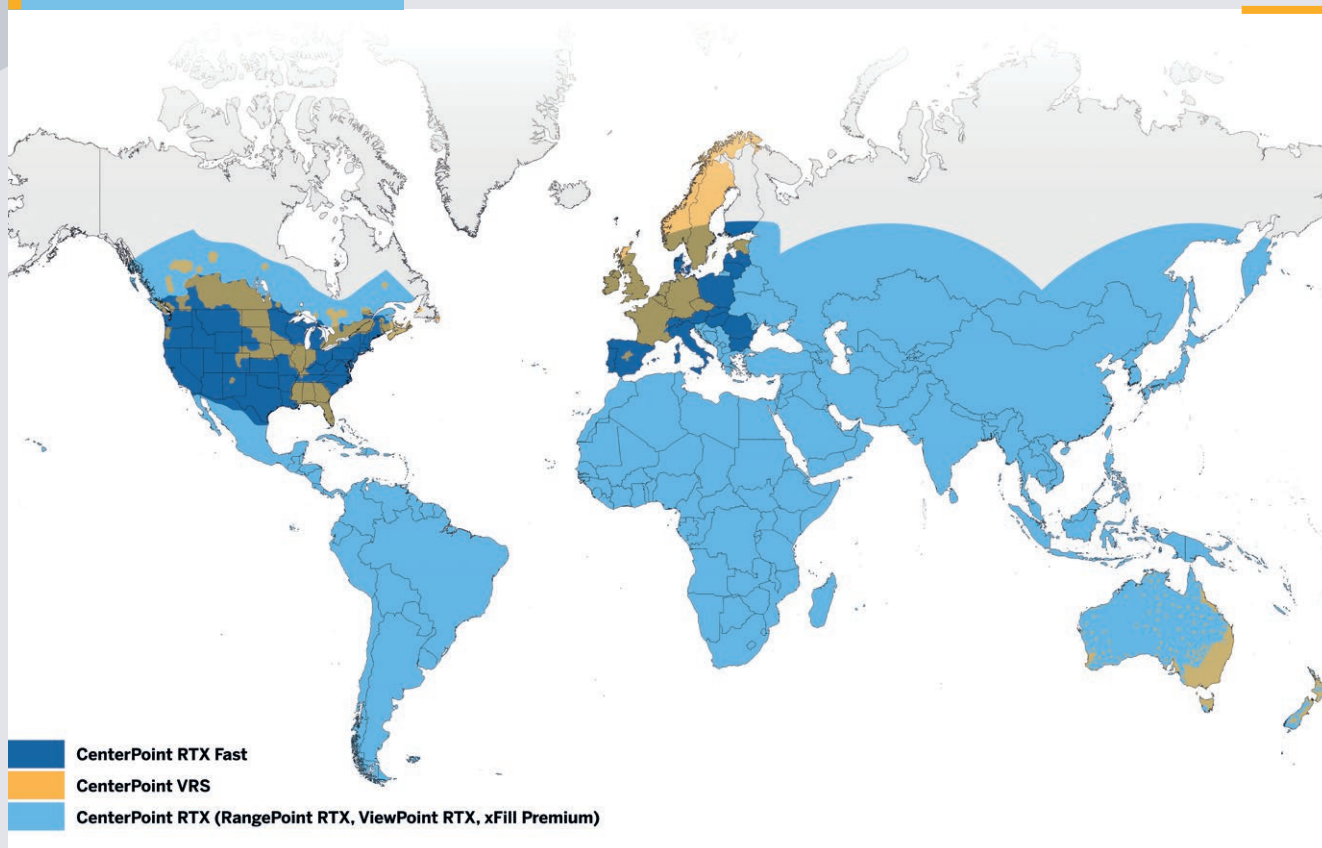 CenterPoint RTX Fast
CenterPoint VRS
CenterPoint RTX (RangePoint RTX, ViewPoint RTX, xFill Premium)